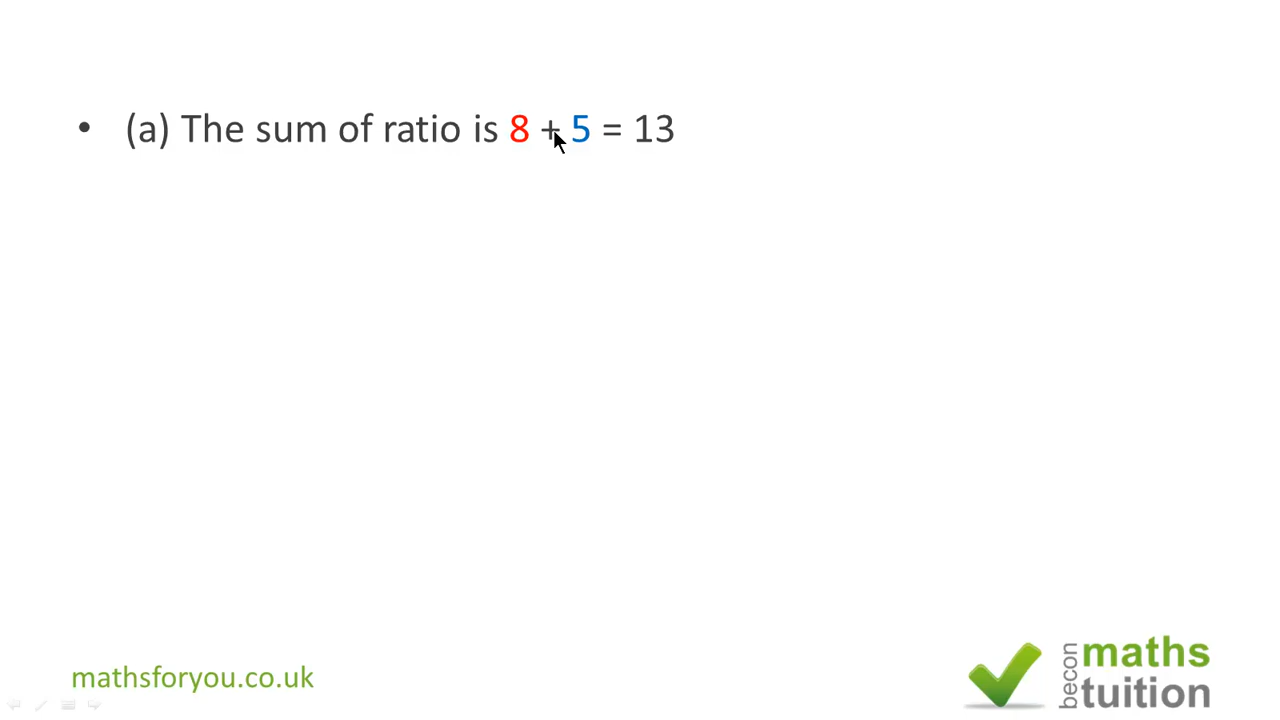 • (a) The sum of ratio is 8 + 5 = 13
mathsforyou.co.uk
becon
maths
tuition